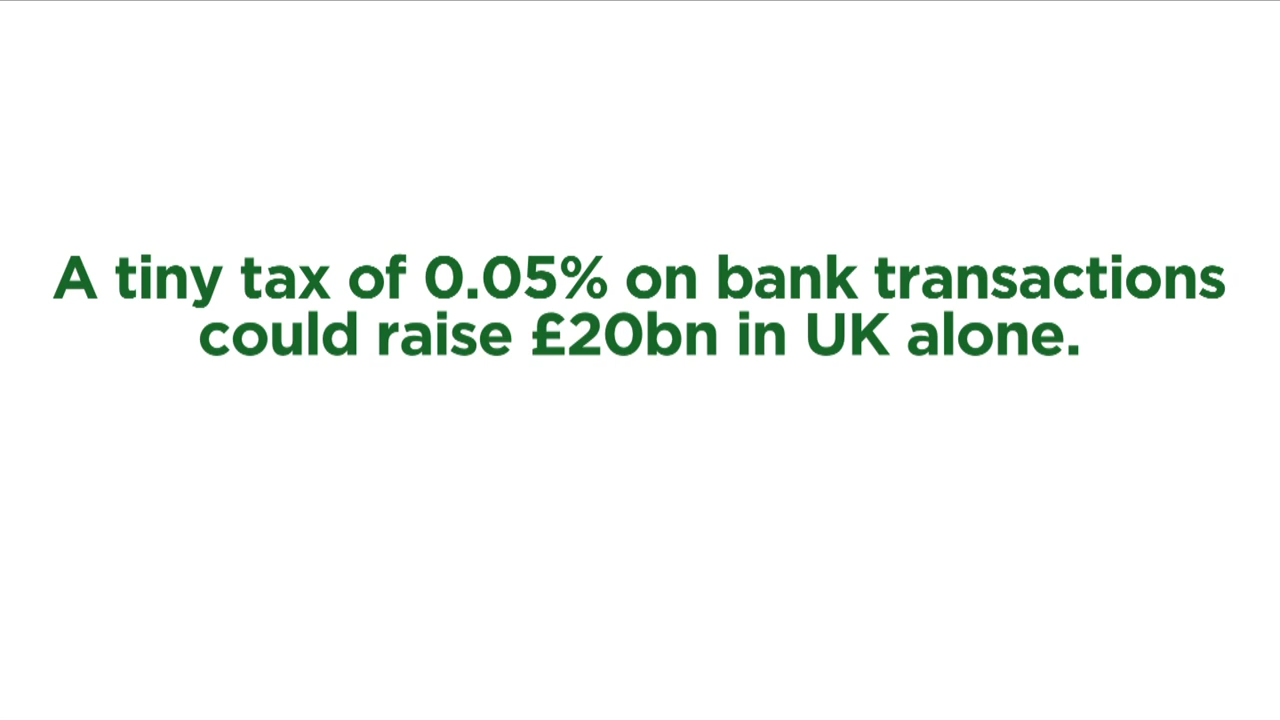 A tiny tax of 0.05% on bank transactions
could raise £20bn in UK alone.